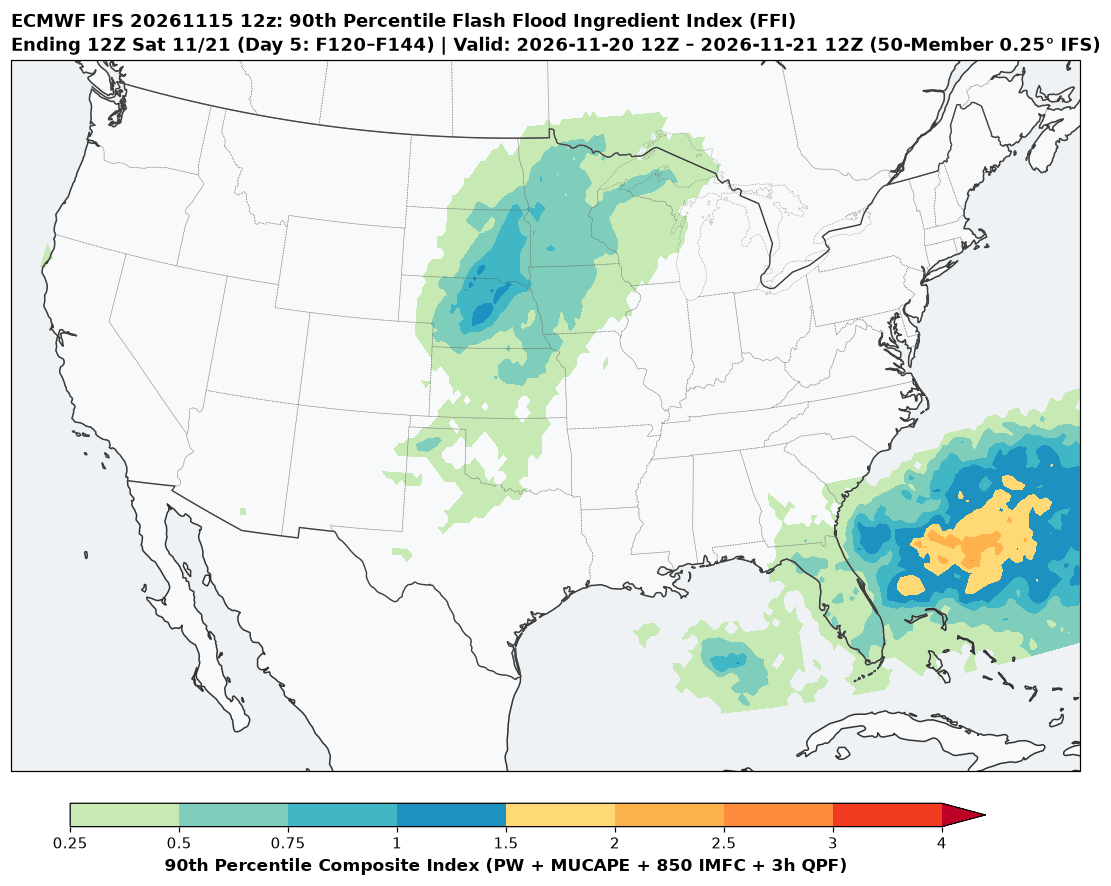 ECMWF IFS 20261115 12z: 90th Percentile Flash Flood Ingredient Index (FFI)
Ending 12Z Sat 11/21 (Day 5: F120–F144) | Valid: 2026-11-20 12Z – 2026-11-21 12Z (50-Member 0.25° IFS)
0.25 0.5 0.75 1 1.5 2 2.5 3 4
90th Percentile Composite Index (PW + MUCAPE + 850 IMFC + 3h QPF)